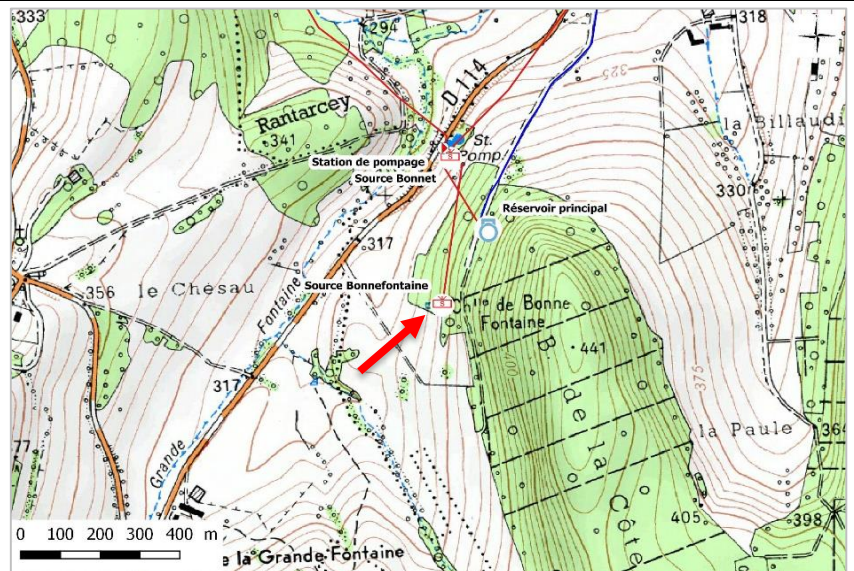 333
294
318
D 114
Rantarcey
341
la Billaudi
325
St.
Pomp.
Station de pompage
Source Bonnet
330
Réservoir principal
317
Source Bonnefontaine
356
le Chésau
Fontaine
de Bonne
Fontaine
B
441
400
375
317
de la Côte
la Paule
364
77
Grande
405
398
0 100 200 300 400 m
e la Grande Fontaine